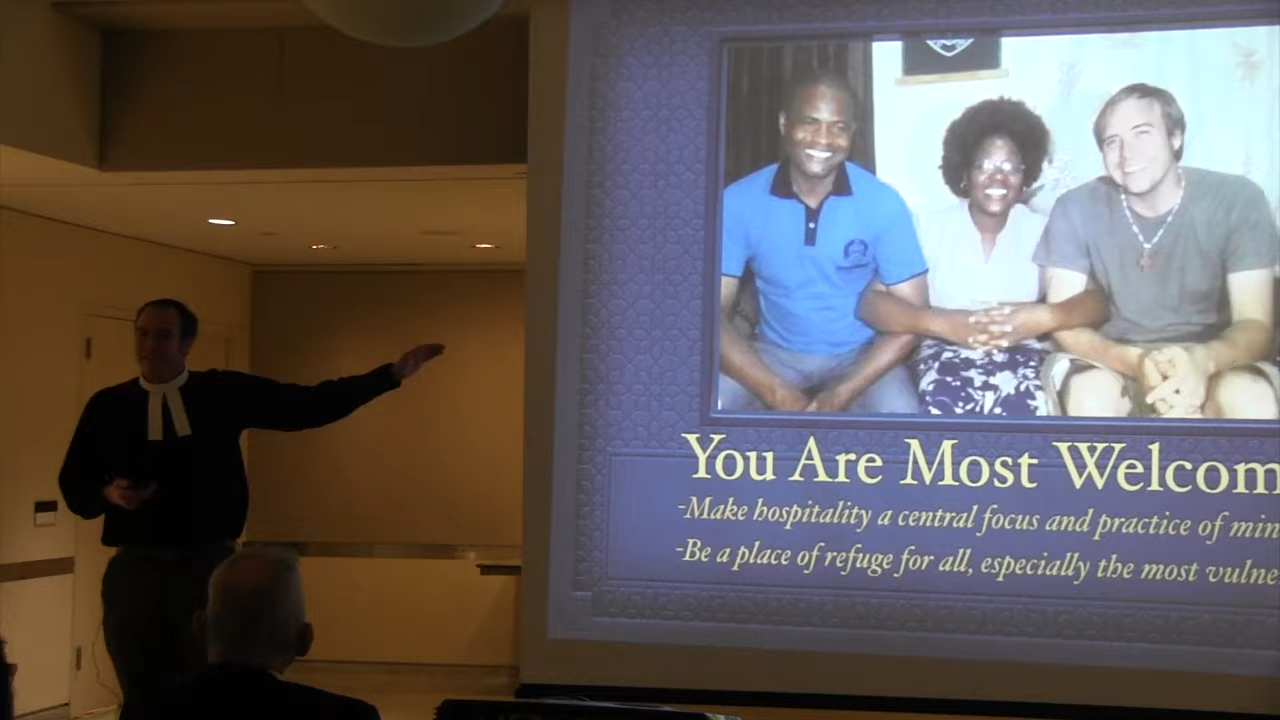 You Are Most Welcom
-Make hospitality a central focus and practice of min
-Be a place of refuge for all, especially the most vulne